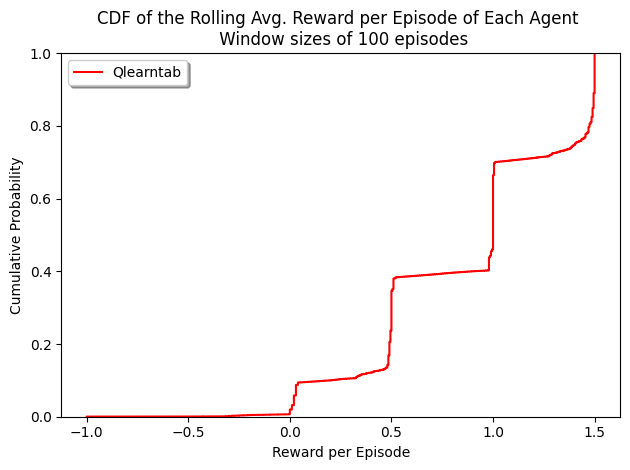 CDF of the Rolling Avg. Reward per Episode of Each Agent
Window sizes of 100 episodes
Qlearntab
Cumulative Probability
1.0
0.8
0.6
0.4
0.2
0.0
−1.0 −0.5 0.0 0.5 1.0 1.5
Reward per Episode